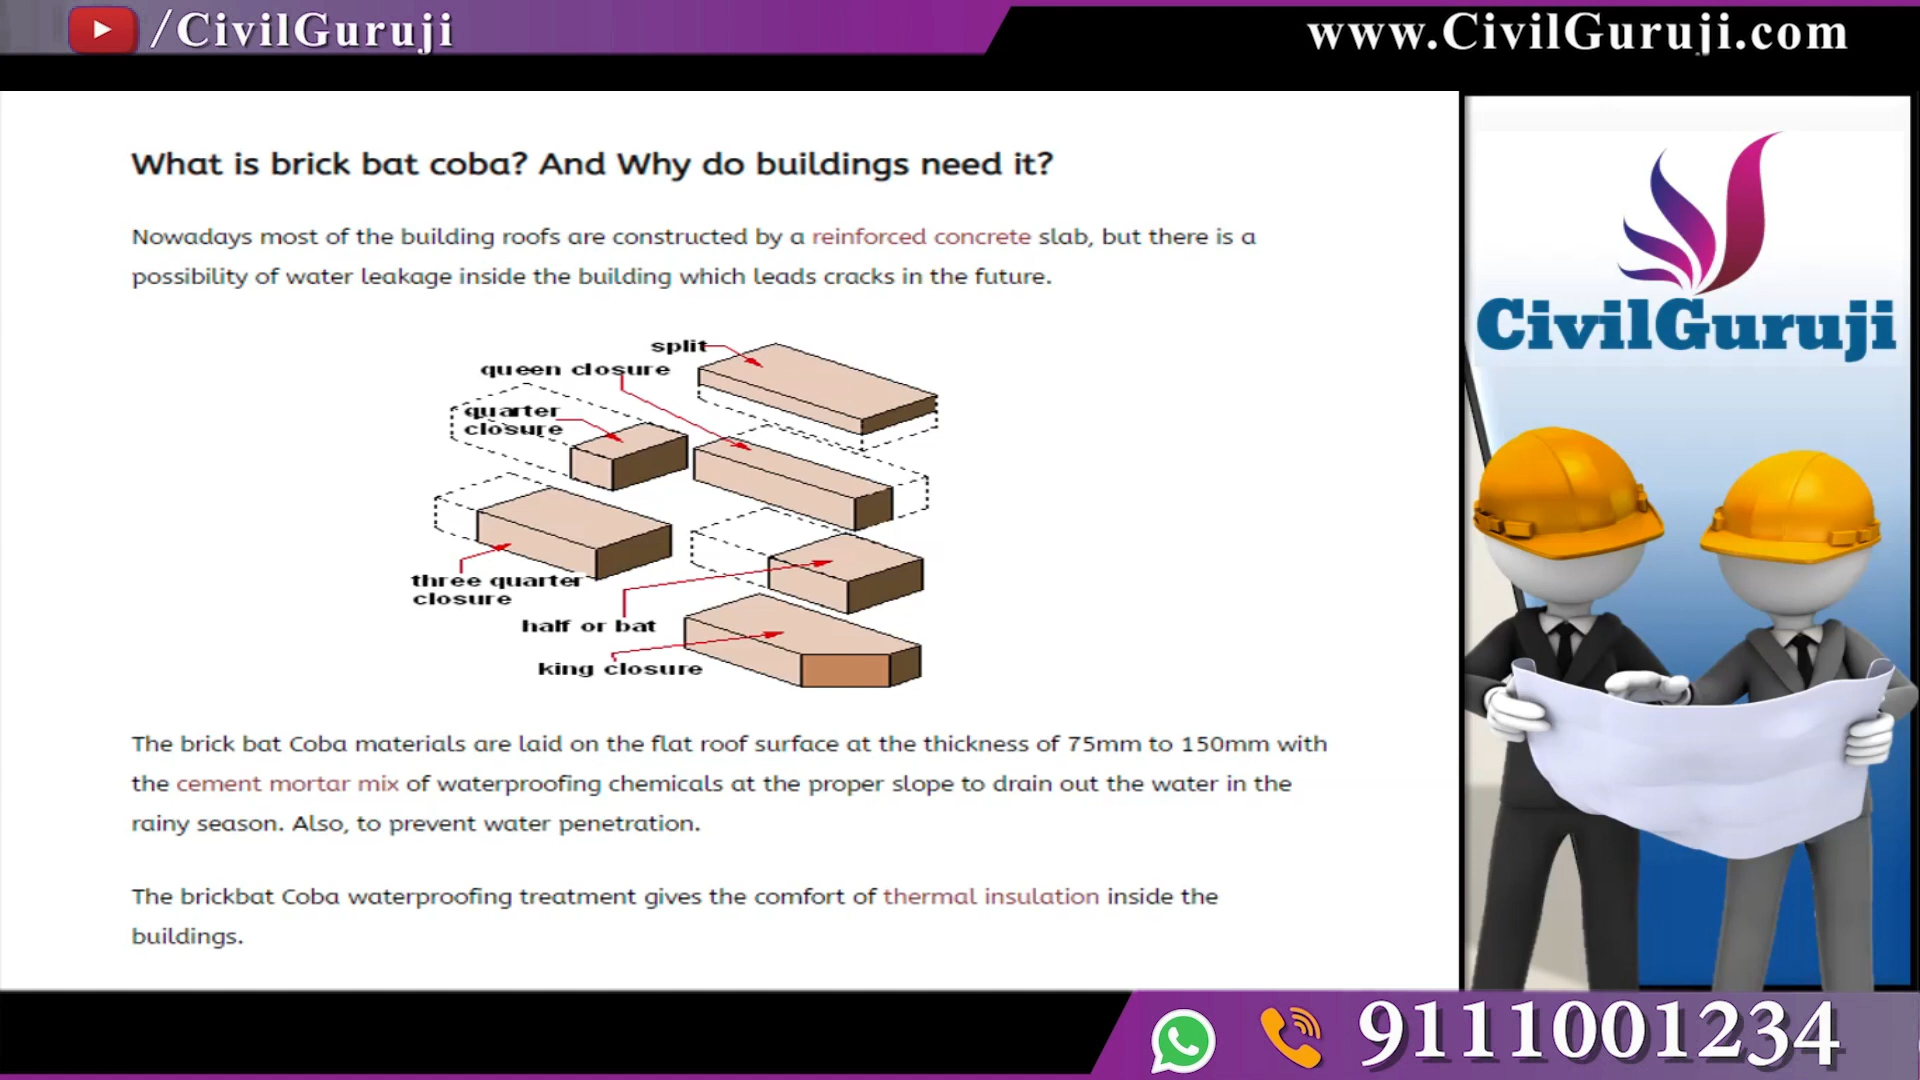 /CivilGuruji
www.CivilGuruji.com
What is brick bat coba? And Why do buildings need it?
Nowadays most of the building roofs are constructed by a reinforced concrete slab, but there is a
possibility of water leakage inside the building which leads cracks in the future.
split
queen closure
quarter
closure
three quarter
closure
half or bat
king closure
The brick bat Coba materials are laid on the flat roof surface at the thickness of 75mm to 150mm with
the cement mortar mix of waterproofing chemicals at the proper slope to drain out the water in the
rainy season. Also, to prevent water penetration.
The brickbat Coba waterproofing treatment gives the comfort of thermal insulation inside the
buildings.
CivilGuruji
9111001234